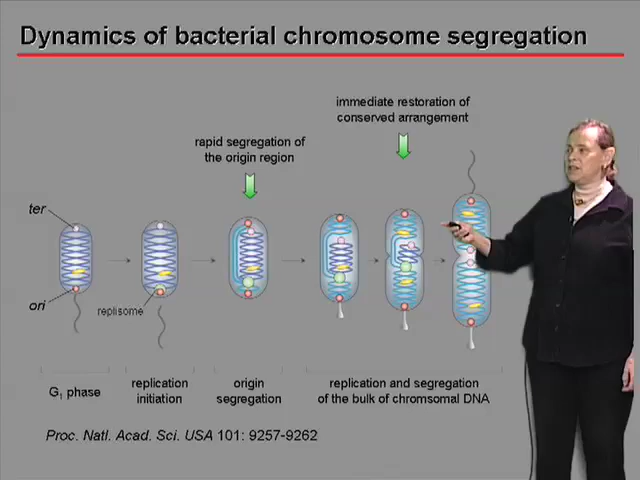 Dynamics of bacterial chromosome segregation
immediate restoration of
conserved arrangement
rapid segregation of
the origin region
ter
ori
replisome
G1 phase
replication
initiation
origin
segregation
replication and segregation
of the bulk of chromsomal DNA
Proc. Natl. Acad. Sci. USA 101: 9257-9262